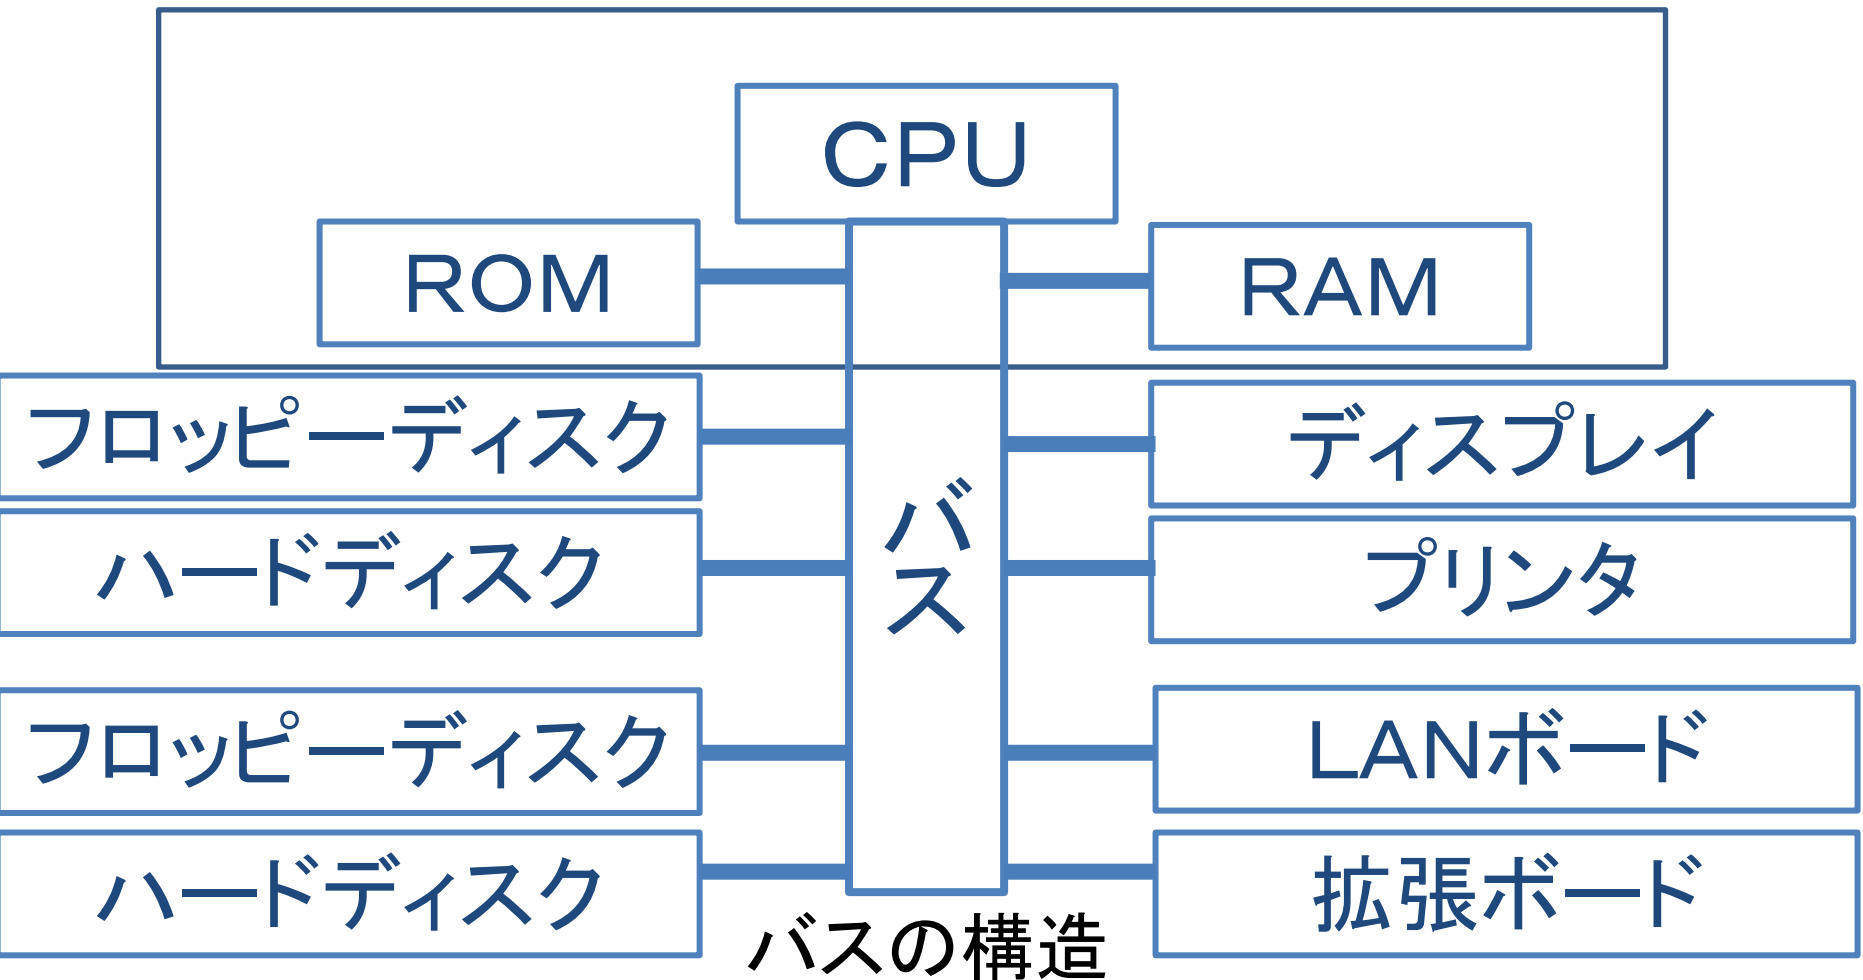 CPU
ROM
RAM
フロッピーディスク
ディスプレイ
ハードディスク
プリンタ
バス
フロッピーディスク
LANボード
ハードディスク
拡張ボード
バスの構造